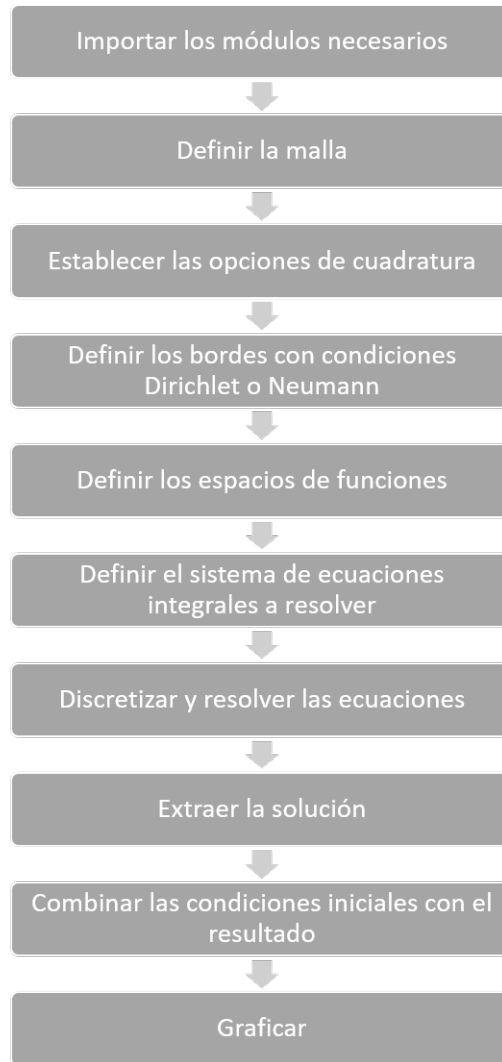 Importar los módulos necesarios
Definir la malla
Establecer las opciones de cuadratura
Definir los bordes con condiciones
Dirichlet o Neumann
Definir los espacios de funciones
Definir el sistema de ecuaciones
integrales a resolver
Discretizar y resolver las ecuaciones
Extraer la solución
Combinar las condiciones iniciales con el
resultado
Graficar